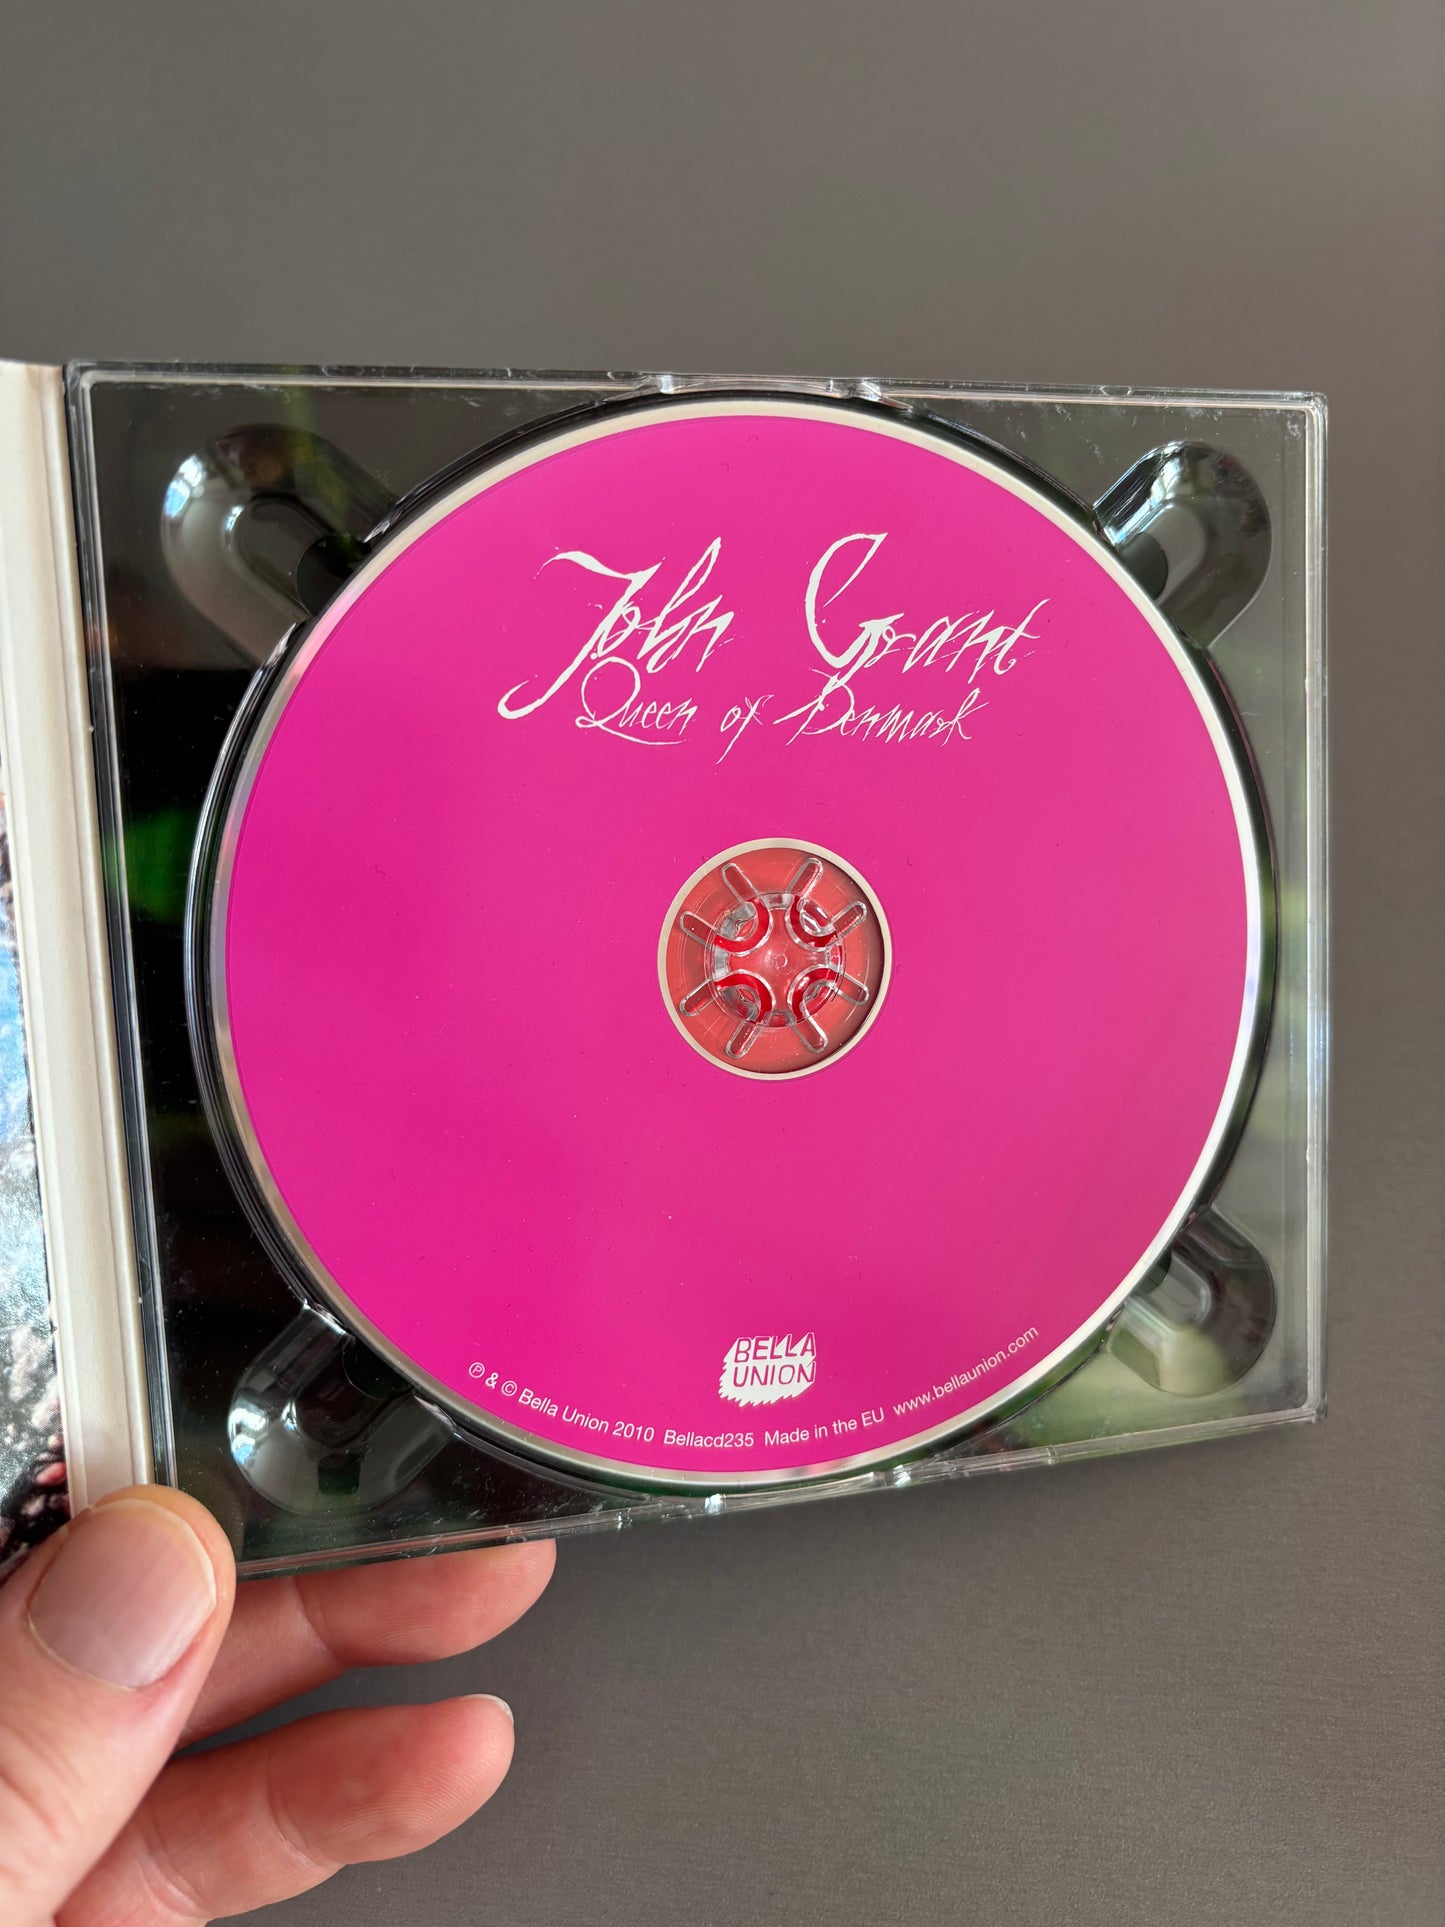 John Grant
Queen of Denmark
BELLA
UNION
℗ & © Bella Union 2010 Bellacd235 Made in the EU www.bellaunion.com